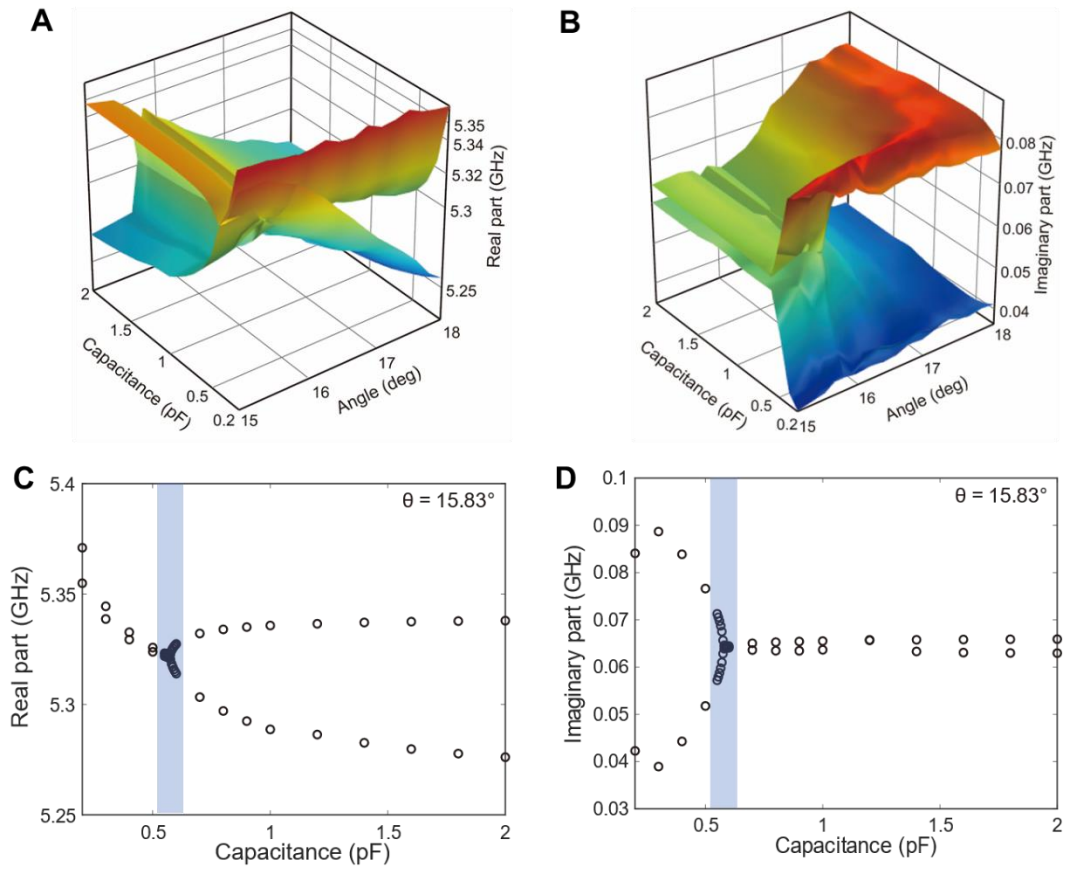 A
5.35
5.34
5.32
5.3
5.25
Real part (GHz)
2
1.5
1
0.5
0.2
Capacitance (pF)
15
16
17
18
Angle (deg)
B
0.08
0.07
0.06
0.05
0.04
Imaginary part (GHz)
2
1.5
1
0.5
0.2
Capacitance (pF)
15
16
17
18
Angle (deg)
C
θ = 15.83°
5.4
5.35
5.3
5.25
Real part (GHz)
0.5 1 1.5 2
Capacitance (pF)
D
θ = 15.83°
0.1
0.09
0.08
0.07
0.06
0.05
0.04
0.03
Imaginary part (GHz)
0.5 1 1.5 2
Capacitance (pF)